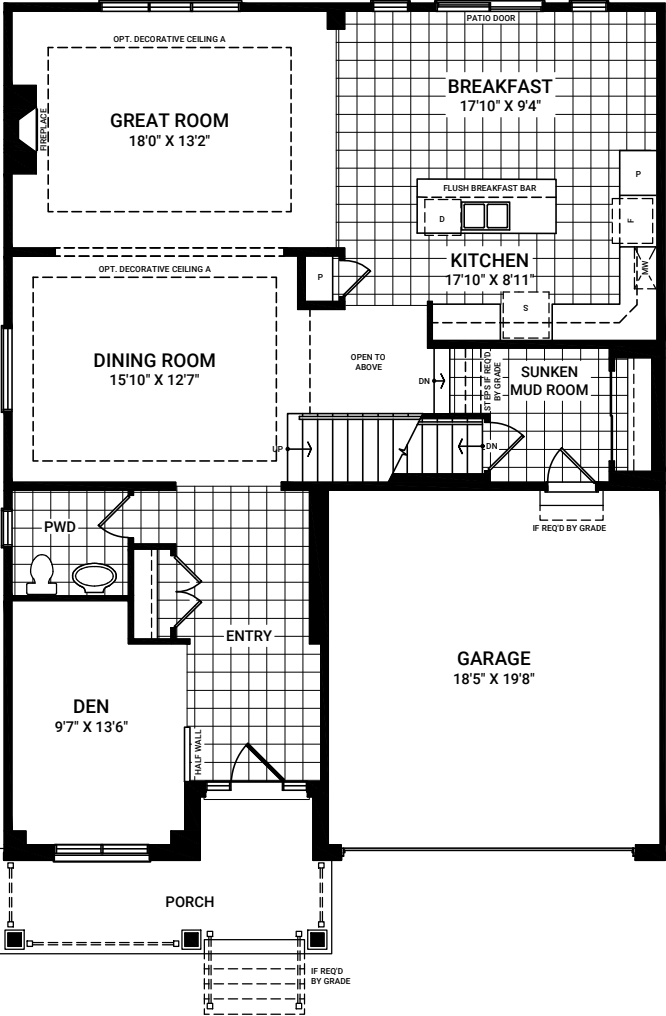 PATIO DOOR
OPT. DECORATIVE CEILING A
BREAKFAST
17'10" X 9'4"
GREAT ROOM
18'0" X 13'2"
FIREPLACE
P
FLUSH BREAKFAST BAR
D
F
KITCHEN
17'10" X 8'11"
MW
OPT. DECORATIVE CEILING A
P
S
DINING ROOM
15'10" X 12'7"
OPEN TO
ABOVE
DN
STEPS IF REQ'D
BY GRADE
SUNKEN
MUD ROOM
UP
DN
PWD
IF REQ'D BY GRADE
ENTRY
GARAGE
18'5" X 19'8"
DEN
9'7" X 13'6"
HALF WALL
PORCH
IF REQ'D
BY GRADE